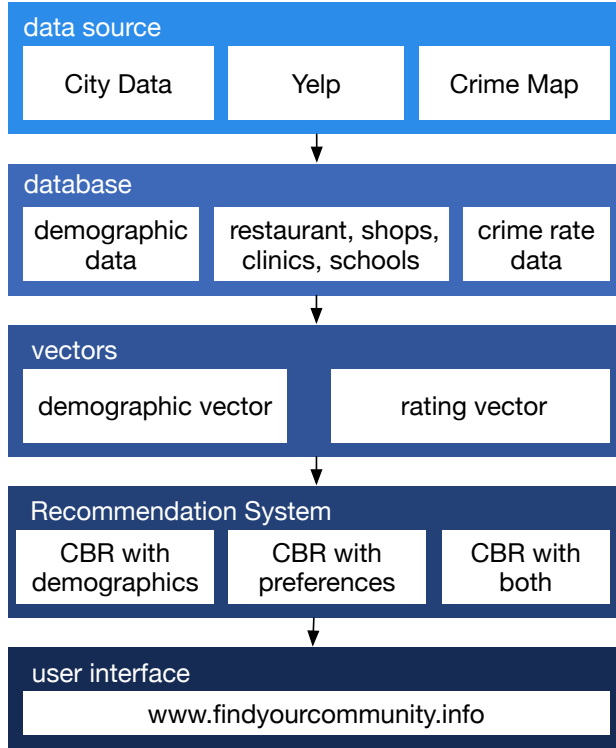 data source
City Data
Yelp
Crime Map
database
demographic
data
restaurant, shops,
clinics, schools
crime rate
data
vectors
demographic vector
rating vector
Recommendation System
CBR with
demographics
CBR with
preferences
CBR with
both
user interface
www.findyourcommunity.info